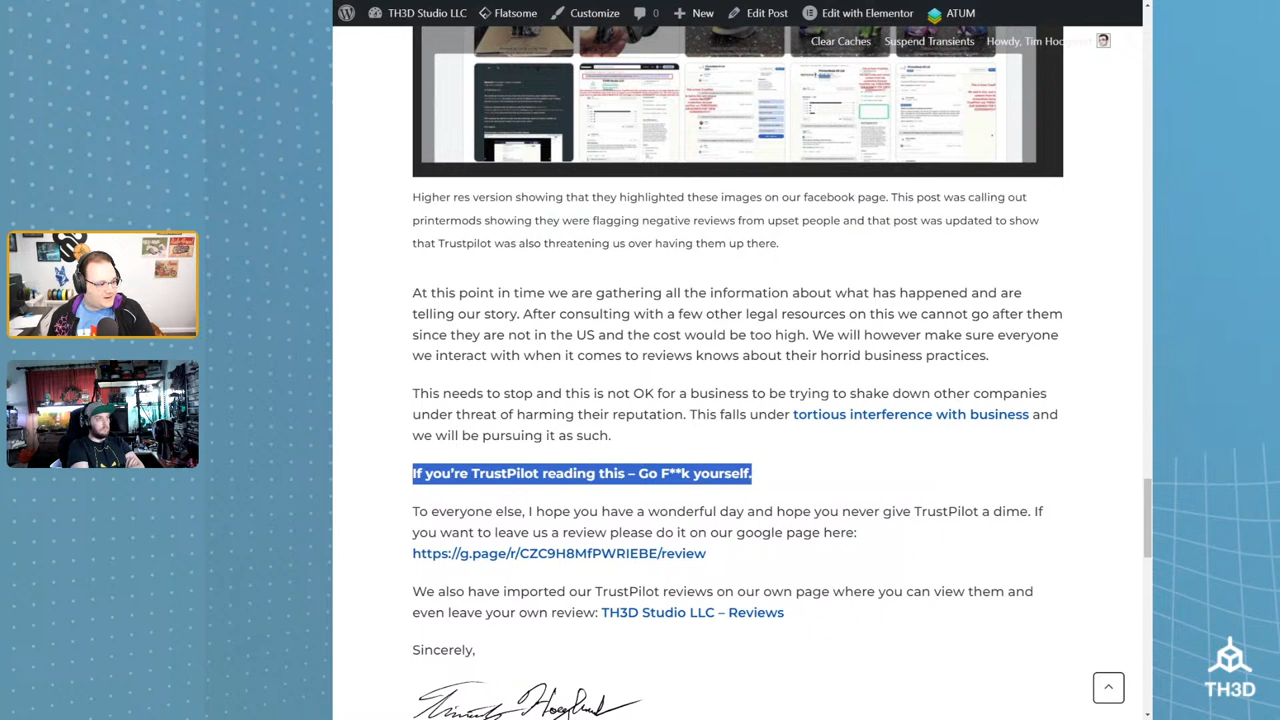 TH3D Studio LLC Flatsome Customize 0 New Edit Post Edit with Elementor ATUM
Clear Caches Suspend Transients Howdy, Tim
Higher res version showing that they highlighted these images on our facebook page. This post was calling out
printermods showing they were flagging negative reviews from upset people and that post was updated to show
that Trustpilot was also threatening us over having them up there.
At this point in time we are gathering all the information about what has happened and are
telling our story. After consulting with a few other legal resources on this we cannot go after them
since they are not in the US and the cost would be too high. We will however make sure everyone
we interact with when it comes to reviews knows about their horrid business practices.
This needs to stop and this is not OK for a business to be trying to shake down other companies
under threat of harming their reputation. This falls under tortious interference with business and
we will be pursuing it as such.
If you're TrustPilot reading this – Go F**k yourself.
To everyone else, I hope you have a wonderful day and hope you never give TrustPilot a dime. If
you want to leave us a review please do it on our google page here:
https://g.page/r/CZC9H8MfPWRIEBE/review
We also have imported our TrustPilot reviews on our own page where you can view them and
even leave your own review: TH3D Studio LLC – Reviews
Sincerely,
TH3D